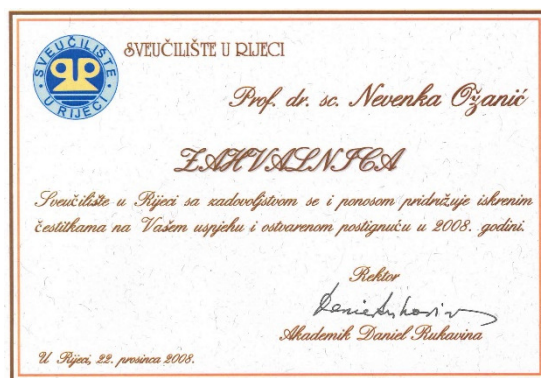 SVEUČILIŠTE U RIJECI
SVEUČILIŠTE U RIJECI
Prof. dr. sc. Nevenka Ožanić
ZAHVALNICA
Sveučilište u Rijeci sa zadovoljstvom se i ponosom pridružuje iskrenim
čestitkama na Vašem uspjehu i ostvarenom postignuću u 2008. godini.
Rektor
Akademik Daniel Rukavina
U Rijeci, 22. prosinca 2008.